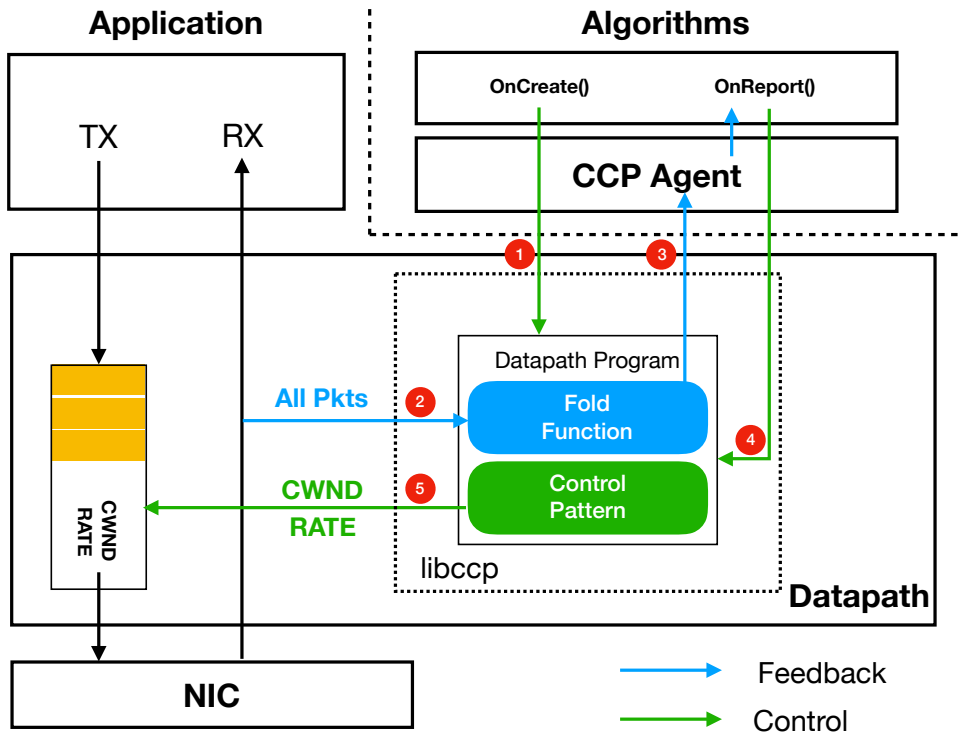 Application
Algorithms
OnCreate()
OnReport()
TX
RX
CCP Agent
1
3
Datapath Program
All Pkts
2
Fold
Function
4
CWND
RATE
5
Control
Pattern
CWND
RATE
libccp
Datapath
NIC
Feedback
Control